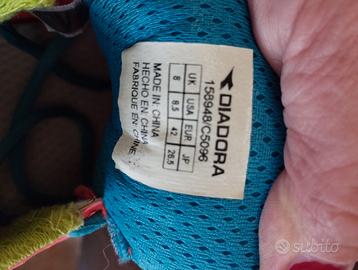 DIADORA
158948/C5096
UK USA EUR JP
8 8,5 42 26.5
MADE IN: CHINA
HECHO EN: CHINA
FABRIQUE EN: CHINE
subito